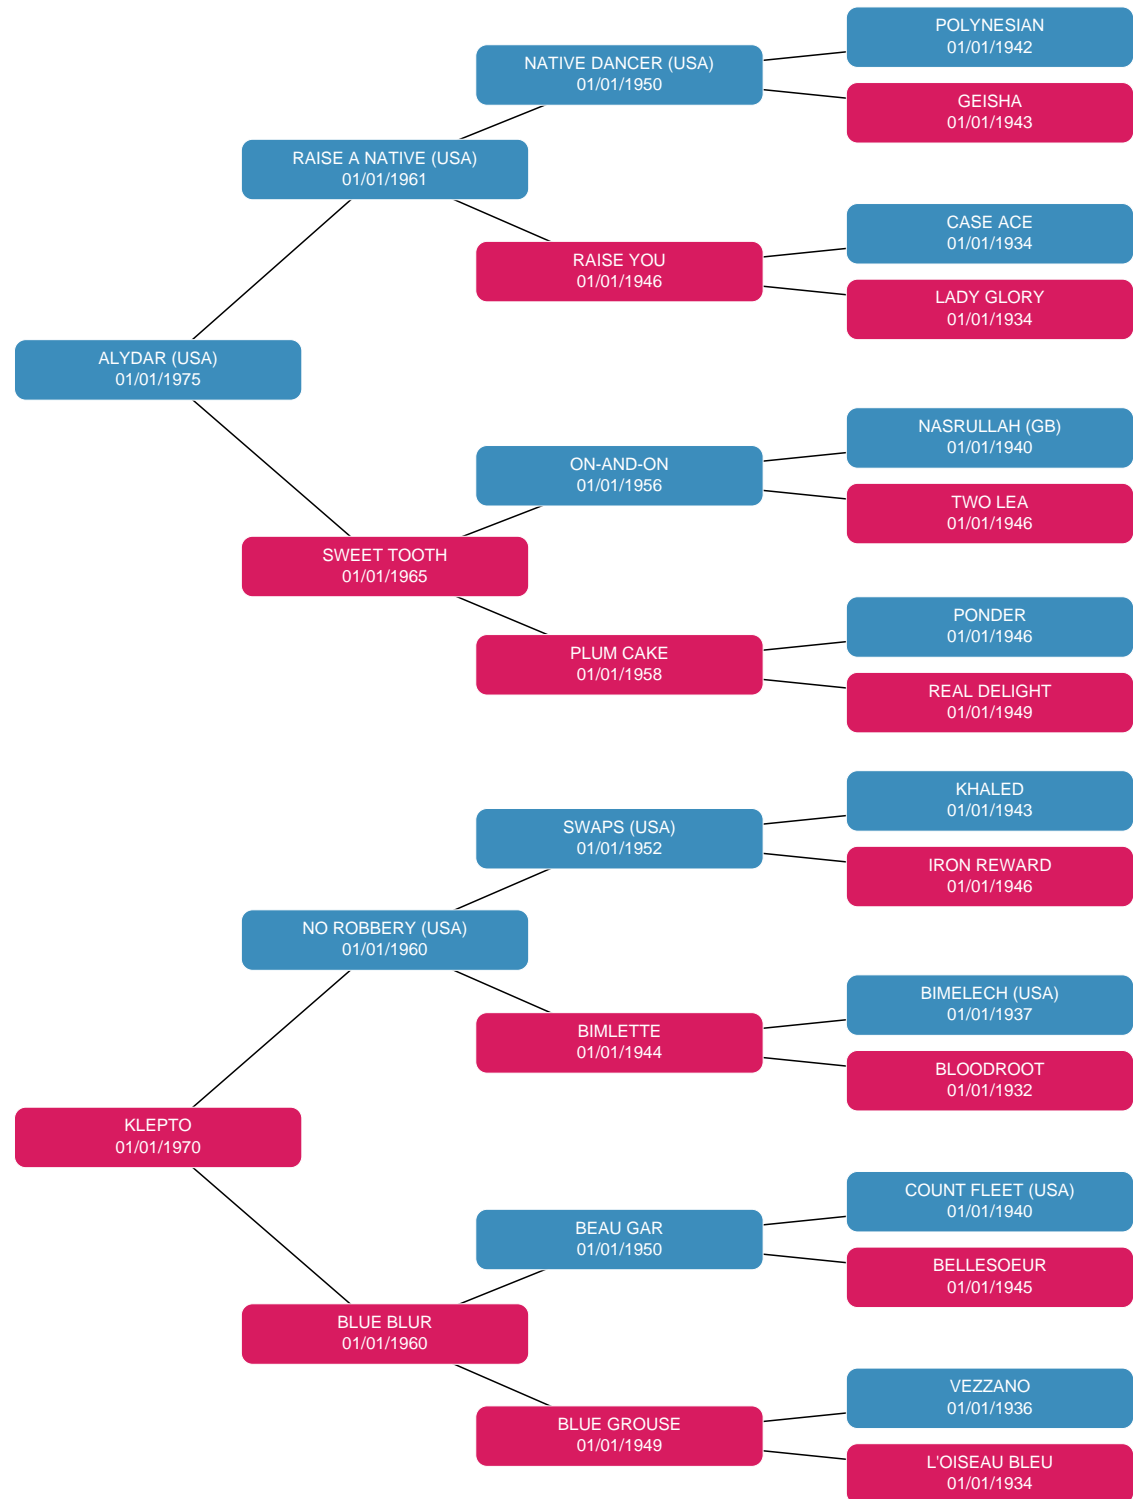 POLYNESIAN
01/01/1942
NATIVE DANCER (USA)
01/01/1950
GEISHA
01/01/1943
RAISE A NATIVE (USA)
01/01/1961
CASE ACE
01/01/1934
RAISE YOU
01/01/1946
LADY GLORY
01/01/1934
ALYDAR (USA)
01/01/1975
NASRULLAH (GB)
01/01/1940
ON-AND-ON
01/01/1956
TWO LEA
01/01/1946
SWEET TOOTH
01/01/1965
PONDER
01/01/1946
PLUM CAKE
01/01/1958
REAL DELIGHT
01/01/1949
KHALED
01/01/1943
SWAPS (USA)
01/01/1952
IRON REWARD
01/01/1946
NO ROBBERY (USA)
01/01/1960
BIMELECH (USA)
01/01/1937
BIMLETTE
01/01/1944
BLOODROOT
01/01/1932
KLEPTO
01/01/1970
COUNT FLEET (USA)
01/01/1940
BEAU GAR
01/01/1950
BELLESOEUR
01/01/1945
BLUE BLUR
01/01/1960
VEZZANO
01/01/1936
BLUE GROUSE
01/01/1949
L'OISEAU BLEU
01/01/1934